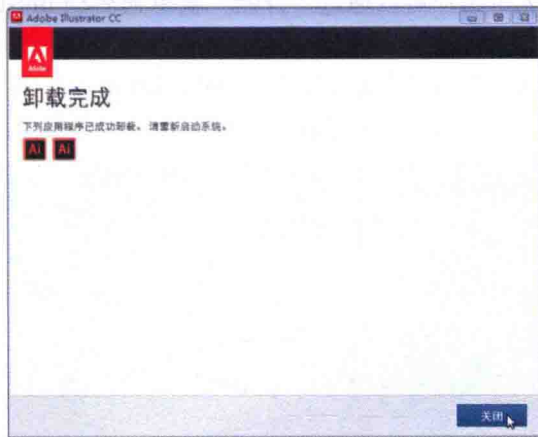 Adobe Illustrator CC
Adobe
卸载完成
下列应用程序已成功卸载。 请重新启动系统。
Ai Ai
关闭